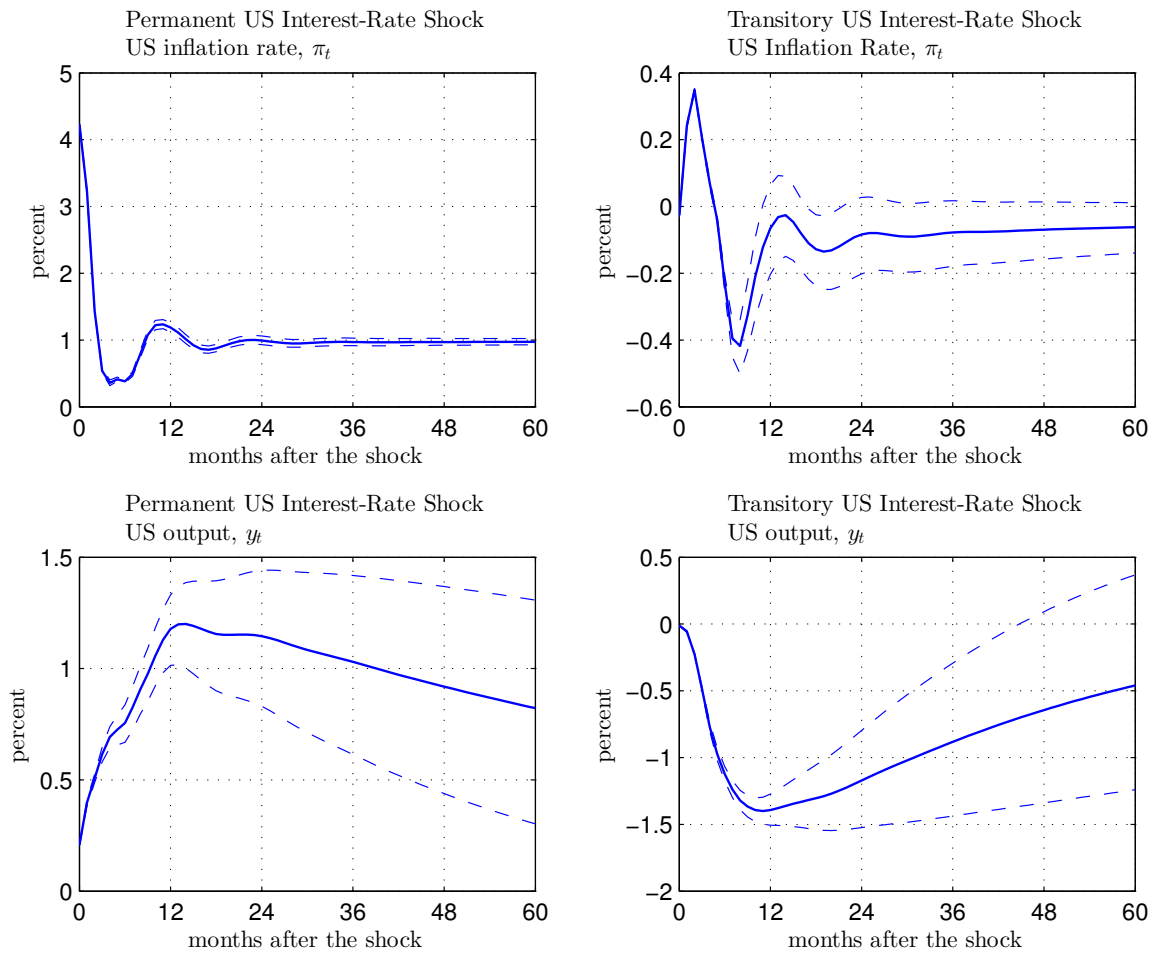 Permanent US Interest-Rate Shock
US inflation rate, π_t
5
4
3
2
1
0
percent
0 12 24 36 48 60
months after the shock
Transitory US Interest-Rate Shock
US Inflation Rate, π_t
0.4
0.2
0
−0.2
−0.4
−0.6
percent
0 12 24 36 48 60
months after the shock
Permanent US Interest-Rate Shock
US output, y_t
1.5
1
0.5
0
percent
0 12 24 36 48 60
months after the shock
Transitory US Interest-Rate Shock
US output, y_t
0.5
0
−0.5
−1
−1.5
−2
percent
0 12 24 36 48 60
months after the shock